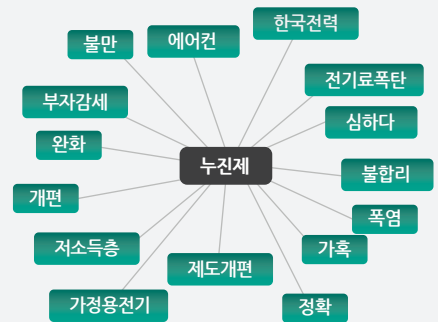 한국전력
에어컨
불만
전기료폭탄
부자감세
심하다
완화
누진제
불합리
개편
폭염
저소득층
가혹
제도개편
가정용전기
정확